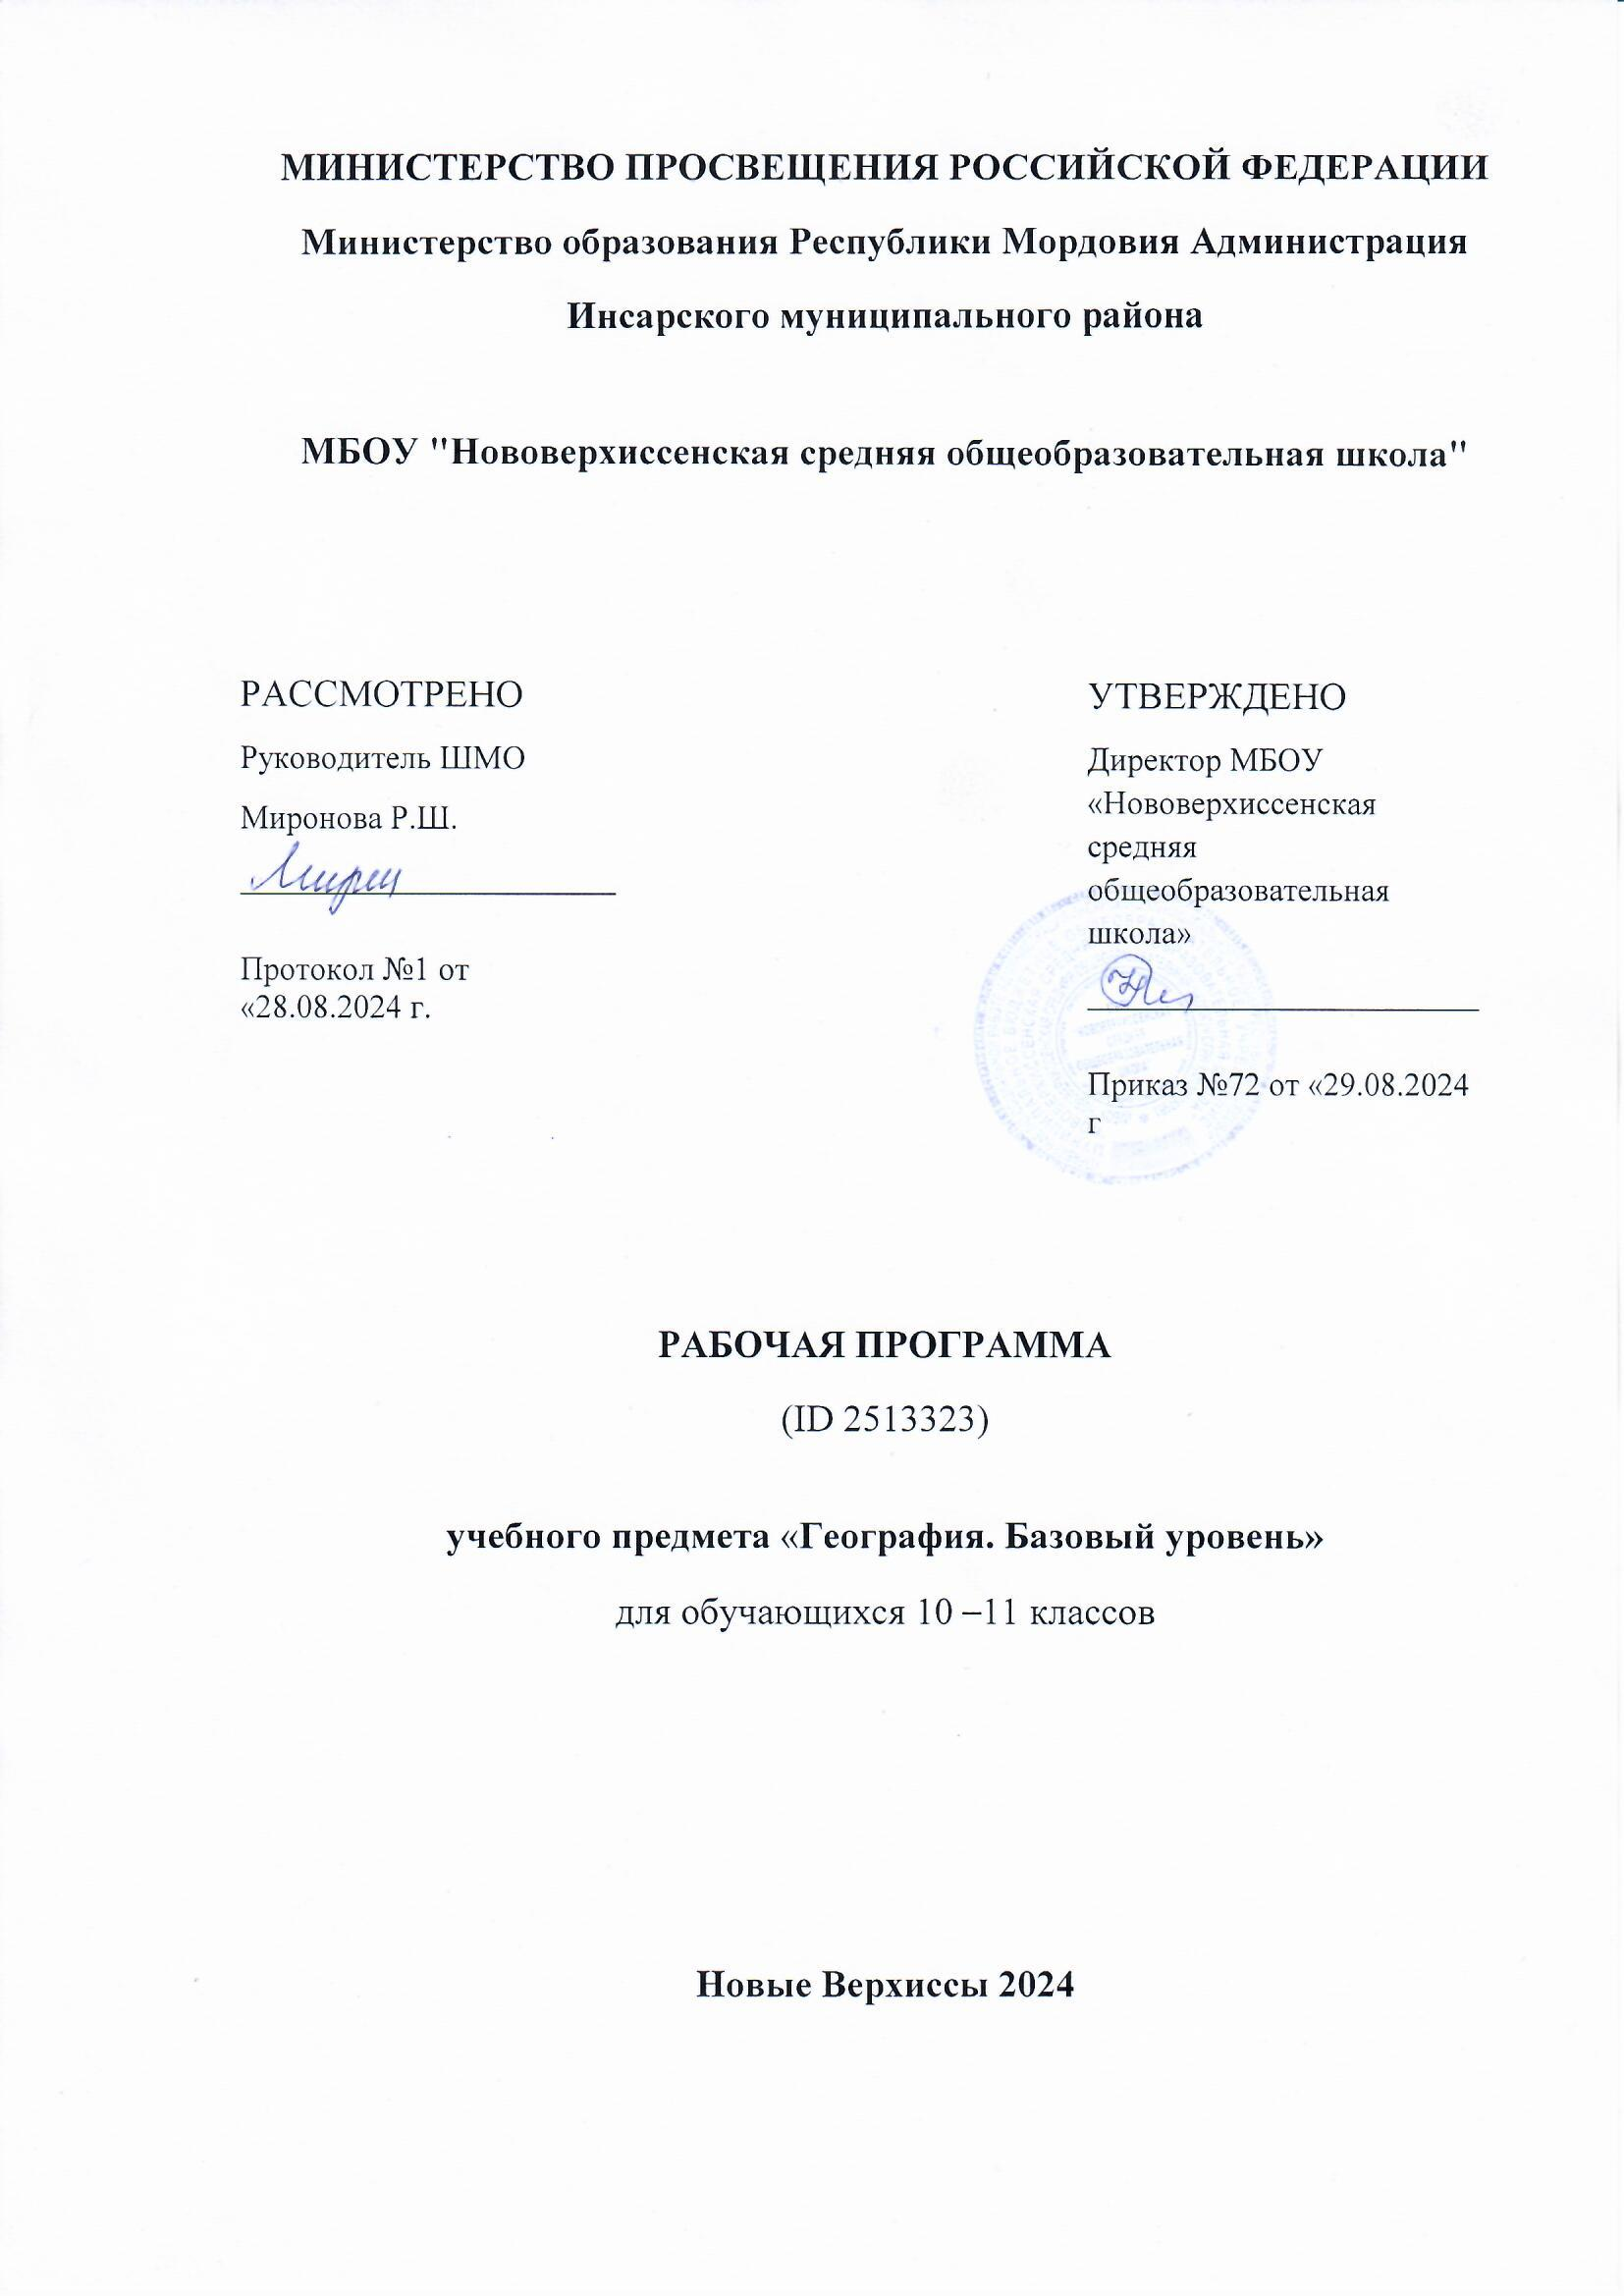 МИНИСТЕРСТВО ПРОСВЕЩЕНИЯ РОССИЙСКОЙ ФЕДЕРАЦИИ
Министерство образования Республики Мордовия Администрация
Инсарского муниципального района
МБОУ "Нововерхиссенская средняя общеобразовательная школа"
РАССМОТРЕНО
Руководитель ШМО
Миронова Р.Ш.
Протокол №1 от
«28.08.2024 г.
УТВЕРЖДЕНО
Директор МБОУ
«Нововерхиссенская
средняя
общеобразовательная
школа»
Приказ №72 от «29.08.2024
г
РАБОЧАЯ ПРОГРАММА
(ID 2513323)
учебного предмета «География. Базовый уровень»
для обучающихся 10 –11 классов
Новые Верхиссы 2024